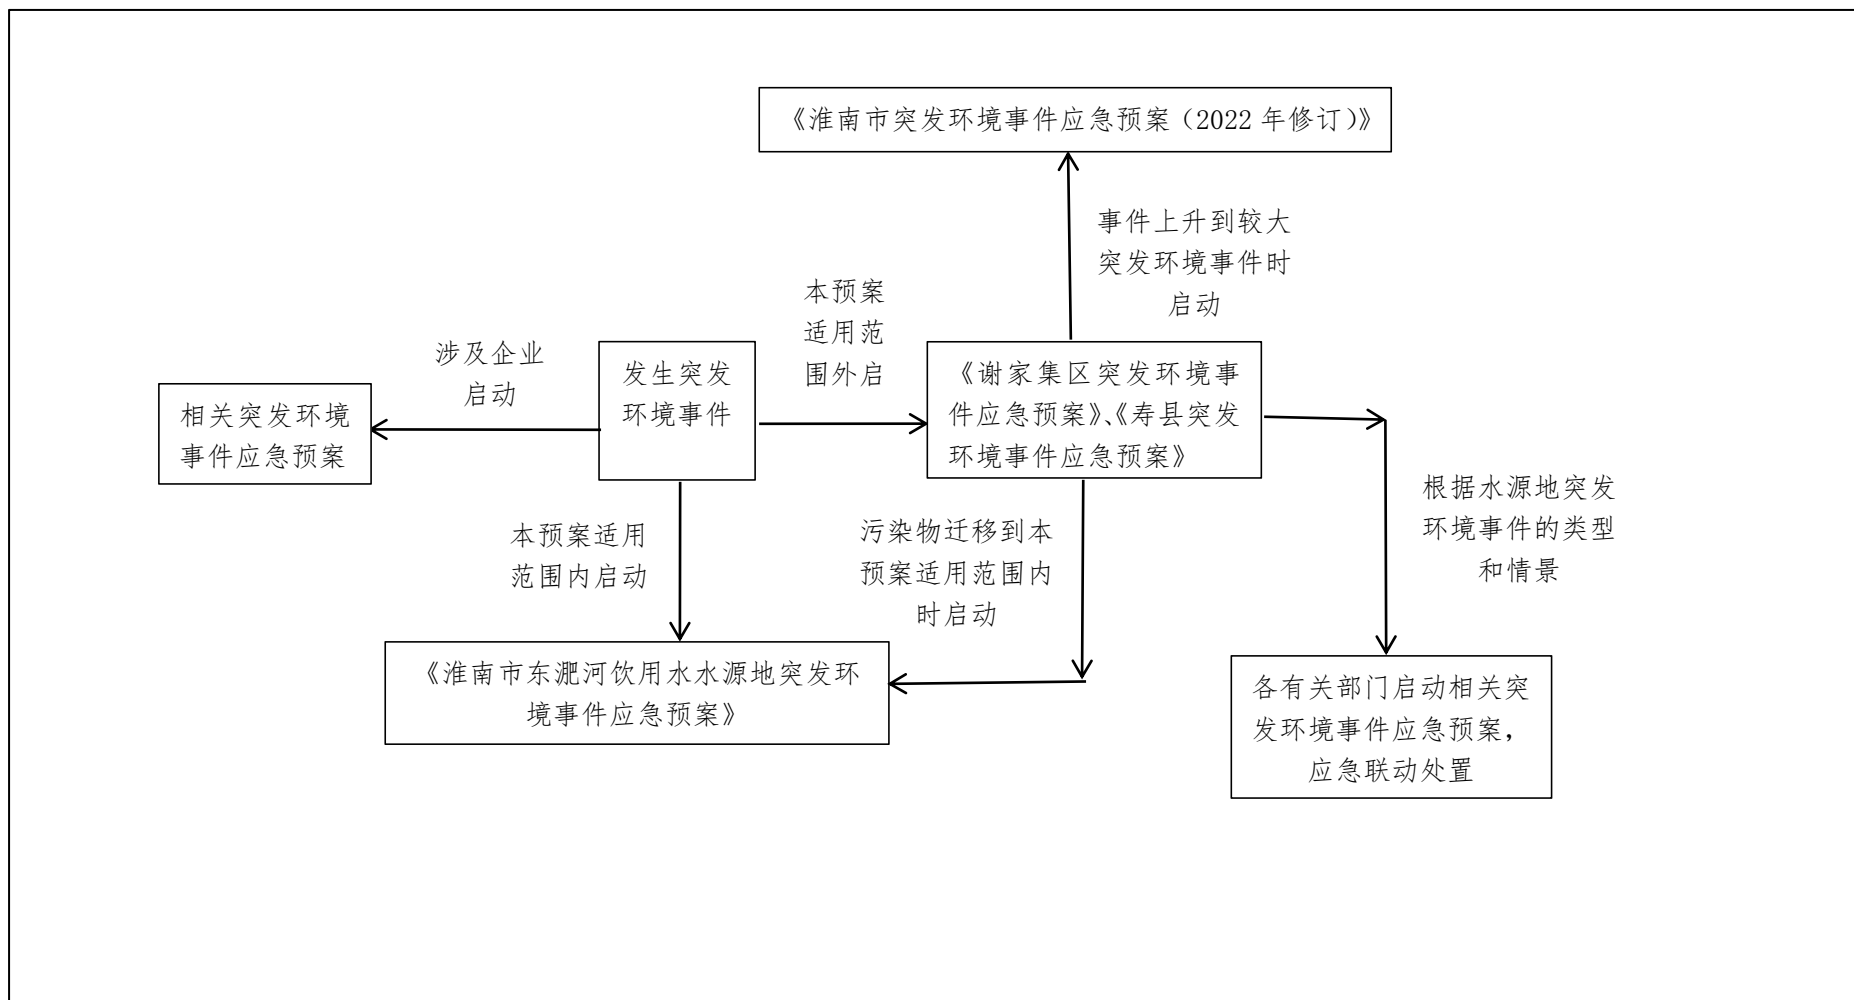 《淮南市突发环境事件应急预案（2022 年修订）》
事件上升到较大
突发环境事件时
启动
本预案
适用范
围外启
涉及企业
启动
相关突发环境
事件应急预案
发生突发
环境事件
《谢家集区突发环境事
件应急预案》、《寿县突发
环境事件应急预案》
根据水源地突发
环境事件的类型
和情景
本预案适用
范围内启动
污染物迁移到本
预案适用范围内
时启动
《淮南市东淝河饮用水水源地突发环
境事件应急预案》
各有关部门启动相关突
发环境事件应急预案，
应急联动处置